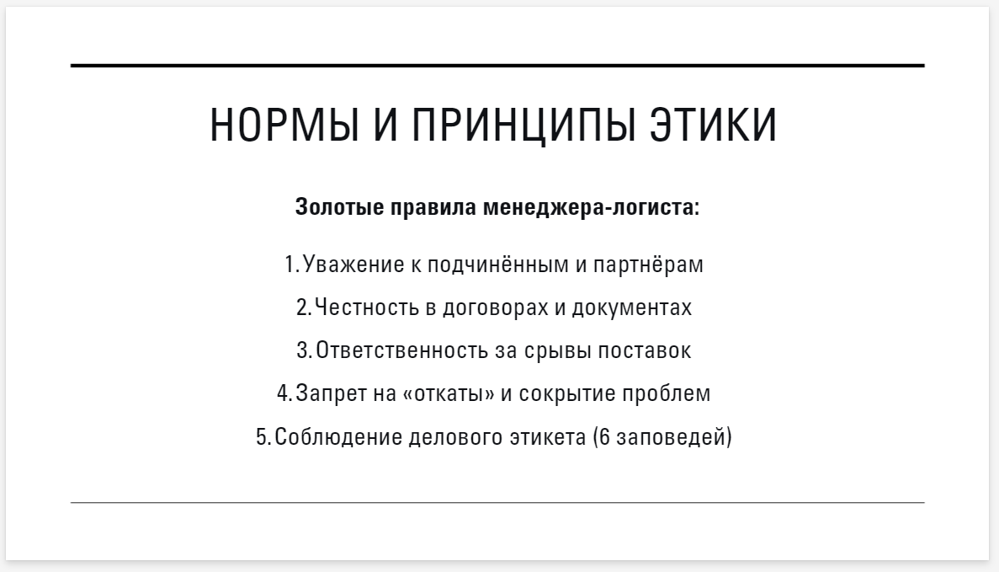 НОРМЫ И ПРИНЦИПЫ ЭТИКИ
Золотые правила менеджера-логиста:
1. Уважение к подчинённым и партнёрам
2. Честность в договорах и документах
3. Ответственность за срывы поставок
4. Запрет на «откаты» и сокрытие проблем
5. Соблюдение делового этикета (6 заповедей)